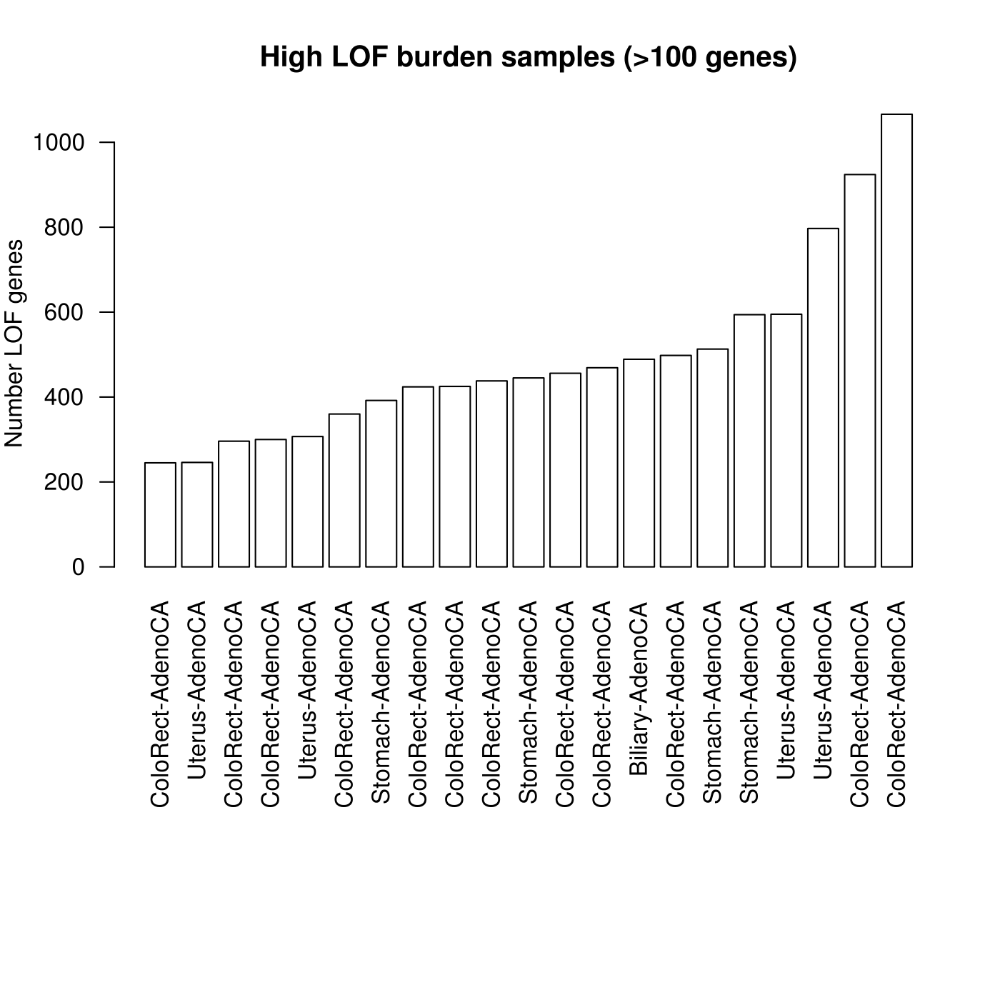 High LOF burden samples (>100 genes)
Number LOF genes
1000
800
600
400
200
0
ColoRect-AdenoCA
Uterus-AdenoCA
ColoRect-AdenoCA
ColoRect-AdenoCA
Uterus-AdenoCA
ColoRect-AdenoCA
Stomach-AdenoCA
ColoRect-AdenoCA
ColoRect-AdenoCA
ColoRect-AdenoCA
Stomach-AdenoCA
ColoRect-AdenoCA
ColoRect-AdenoCA
Biliary-AdenoCA
ColoRect-AdenoCA
Stomach-AdenoCA
Stomach-AdenoCA
Uterus-AdenoCA
Uterus-AdenoCA
ColoRect-AdenoCA
ColoRect-AdenoCA